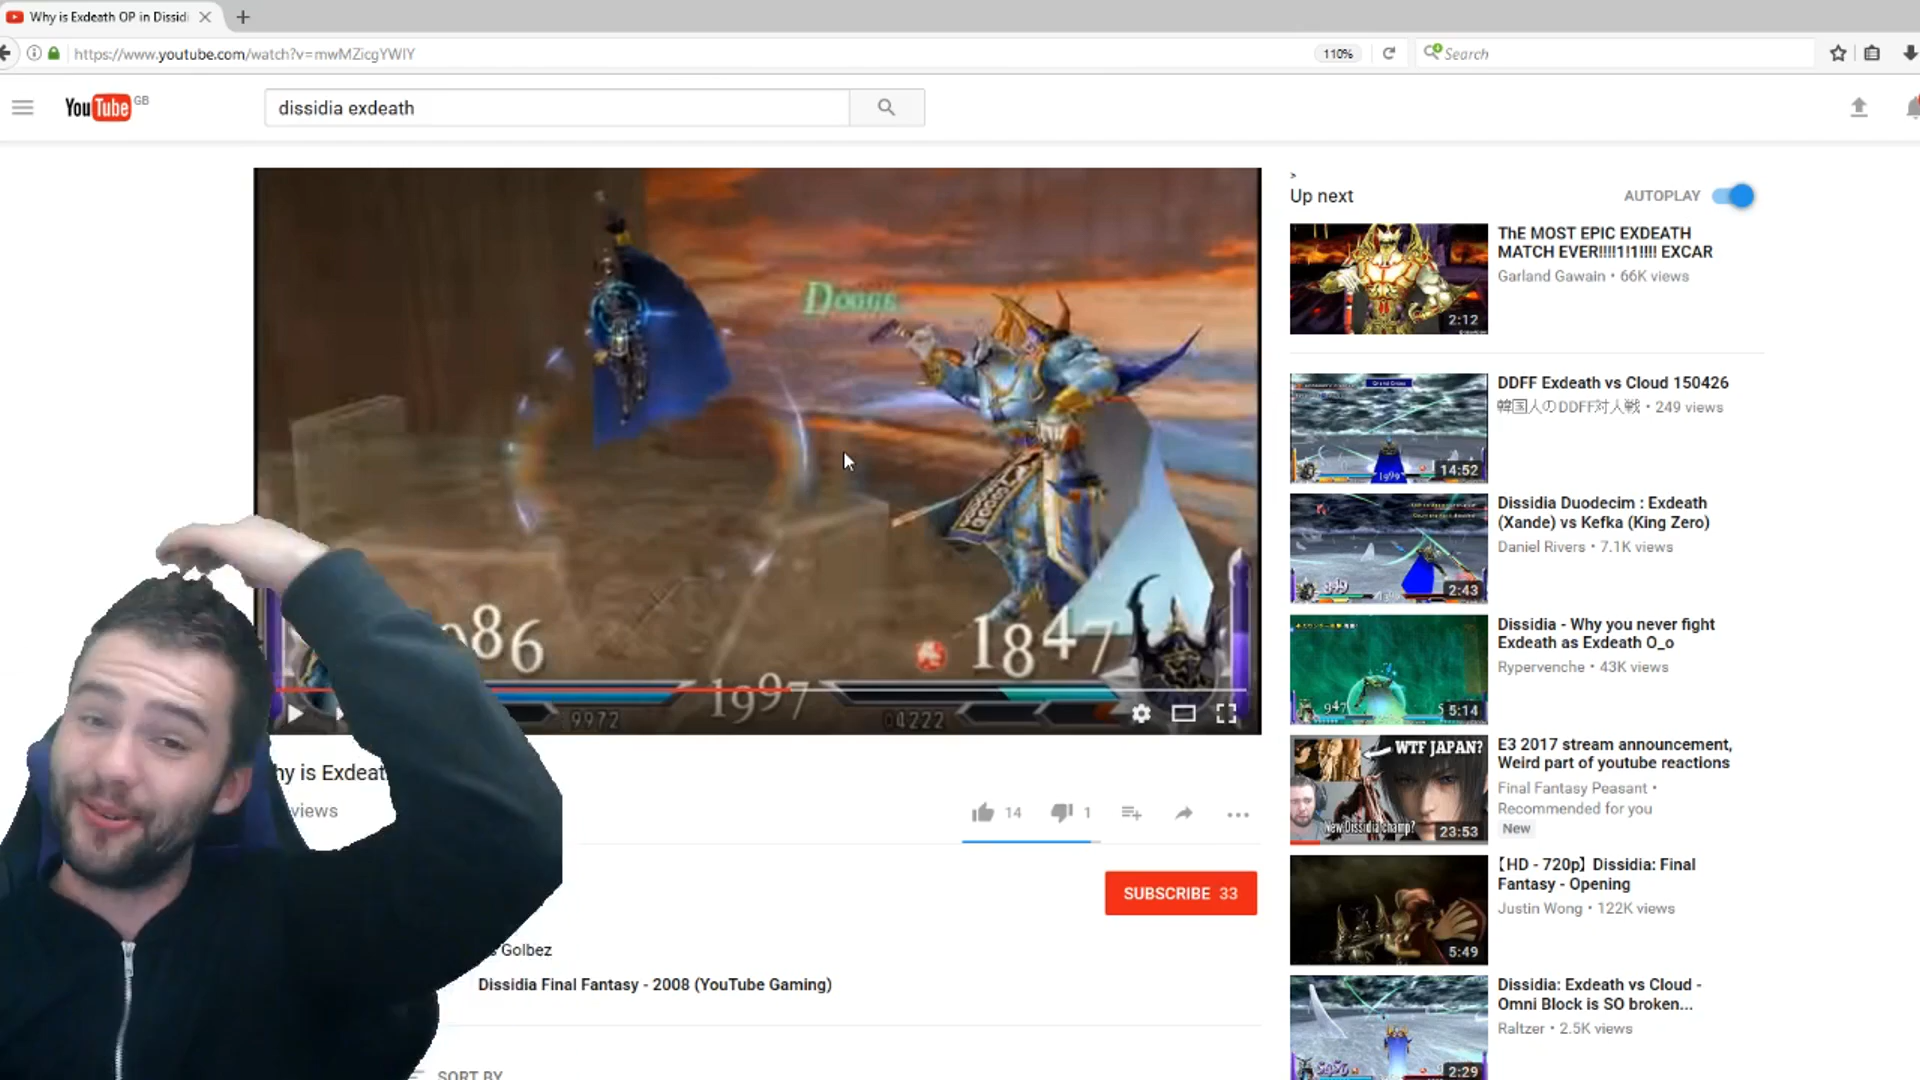 Why is Exdeath OP in Dissidi
https://www.youtube.com/watch?v=mwMZicgYWIY
110%
Search
YouTube GB
dissidia exdeath
Dodge
086
1847
1997
9972
04222
hy is Exdeat
views
14
1
SUBSCRIBE 33
Golbez
Dissidia Final Fantasy - 2008 (YouTube Gaming)
SORT BY
Up next
AUTOPLAY
ThE MOST EPIC EXDEATH
MATCH EVER!!!!1!1!!!! EXCAR
Garland Gawain • 66K views
2:12
DDFF Exdeath vs Cloud 150426
韓国人のDDFF対人戦 • 249 views
1999
14:52
Dissidia Duodecim : Exdeath
(Xande) vs Kefka (King Zero)
Daniel Rivers • 7.1K views
849
2:43
Dissidia - Why you never fight
Exdeath as Exdeath O_o
Rypervenche • 43K views
947
5:14
E3 2017 stream announcement,
Weird part of youtube reactions
Final Fantasy Peasant •
Recommended for you
New
WTF JAPAN?
New Dissidia champ?
23:53
【HD - 720p】 Dissidia: Final
Fantasy - Opening
Justin Wong • 122K views
5:49
Dissidia: Exdeath vs Cloud -
Omni Block is SO broken...
Raltzer • 2.5K views
2:29